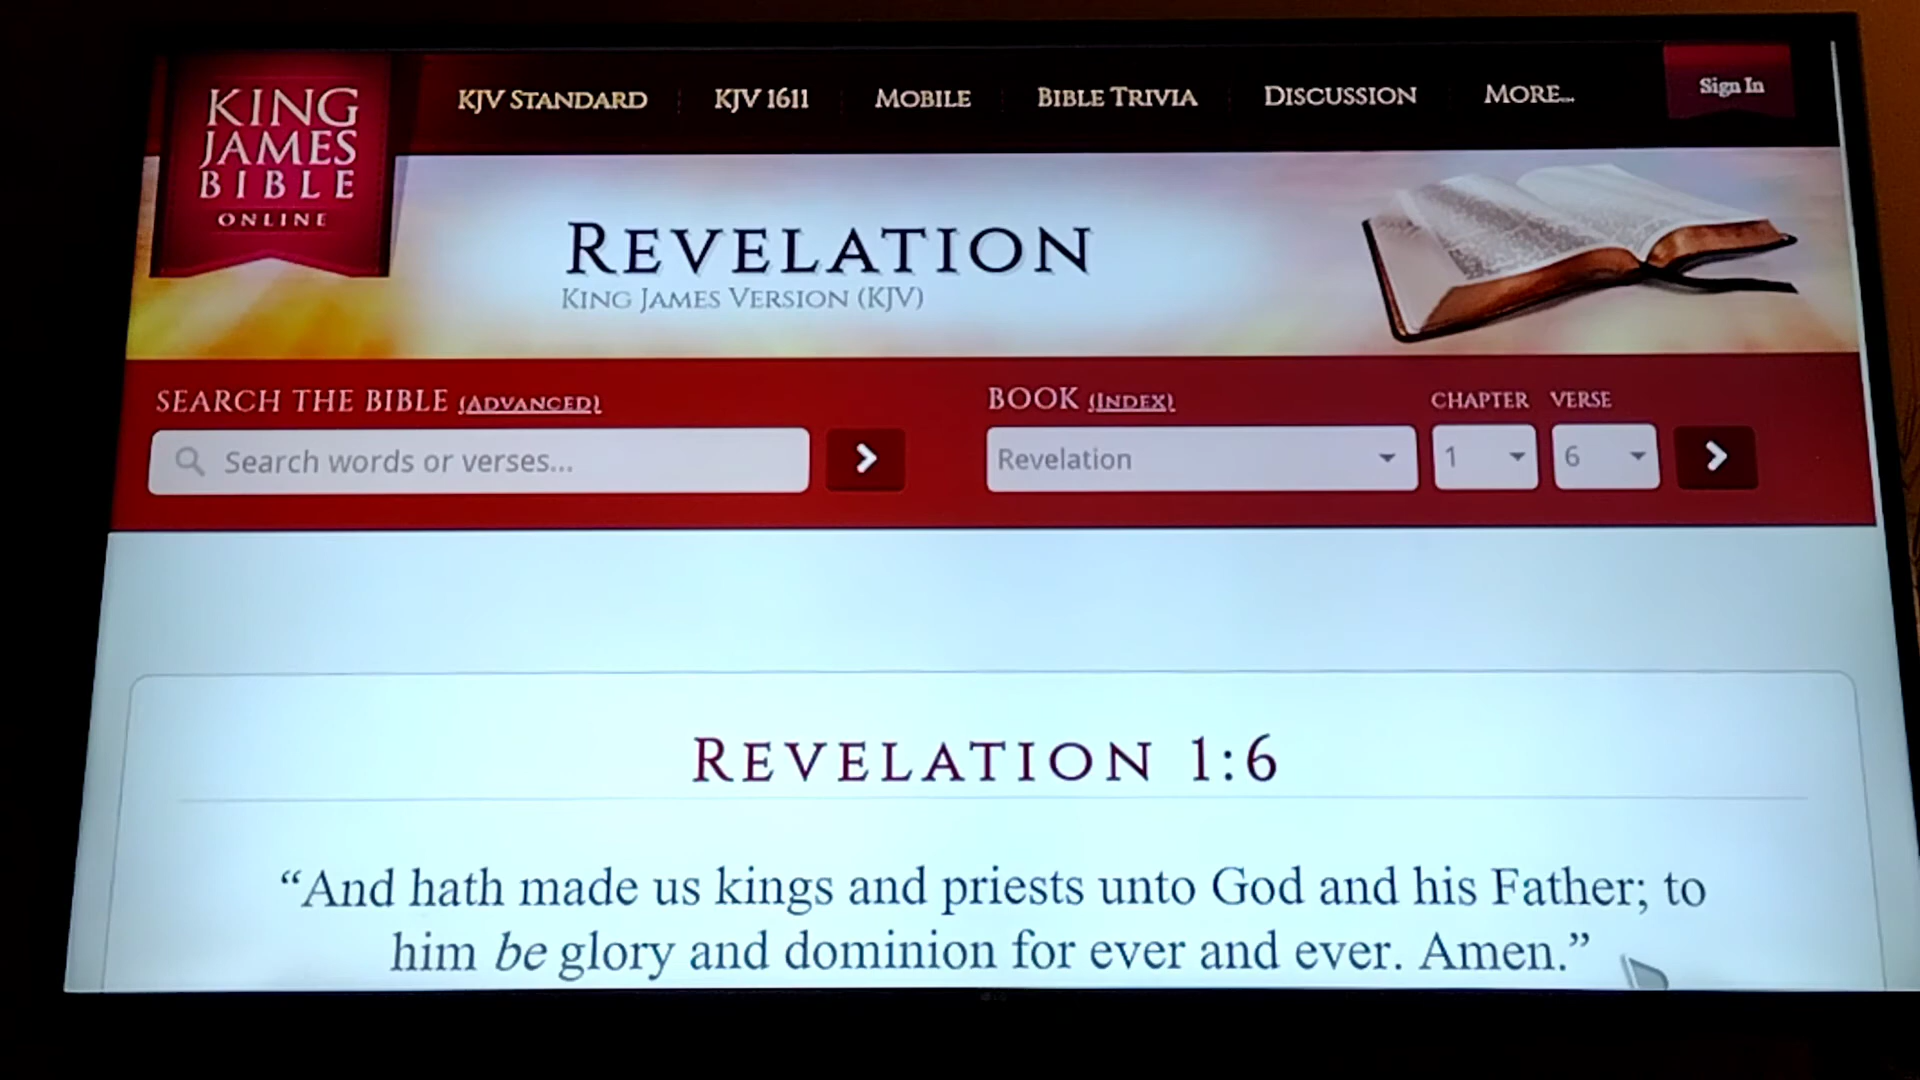 KING
JAMES
BIBLE
ONLINE
KJV STANDARD
KJV 1611
MOBILE
BIBLE TRIVIA
DISCUSSION
MORE...
Sign In
REVELATION
KING JAMES VERSION (KJV)
SEARCH THE BIBLE (ADVANCED)
BOOK (INDEX)
CHAPTER
VERSE
Search words or verses...
Revelation
1
6
REVELATION 1:6
“And hath made us kings and priests unto God and his Father; to
him be glory and dominion for ever and ever. Amen.”